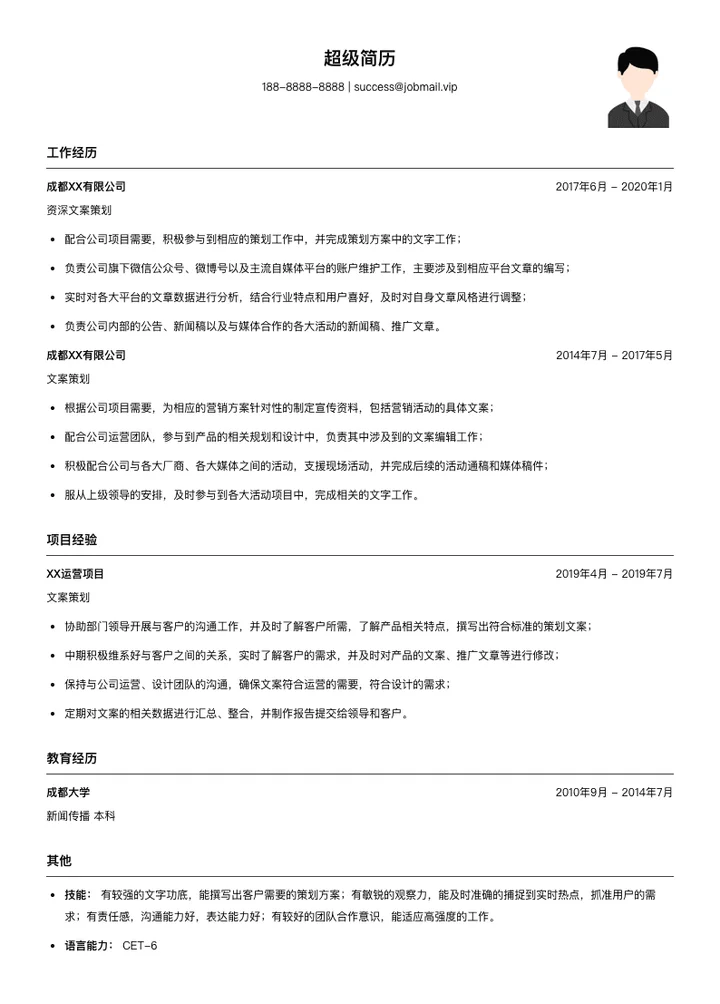 超级简历
188-8888-8888 | success@jobmail.vip
工作经历
成都XX有限公司 2017年6月 - 2020年1月
资深文案策划
• 配合公司项目需要，积极参与到相应的策划工作中，并完成策划方案中的文字工作；
• 负责公司旗下微信公众号、微博号以及主流自媒体平台的账户维护工作，主要涉及到相应平台文章的编写；
• 实时对各大平台的文章数据进行分析，结合行业特点和用户喜好，及时对自身文章风格进行调整；
• 负责公司内部的公告、新闻稿以及与媒体合作的各大活动的新闻稿、推广文章。
成都XX有限公司 2014年7月 - 2017年5月
文案策划
• 根据公司项目需要，为相应的营销方案针对性的制定宣传资料，包括营销活动的具体文案；
• 配合公司运营团队，参与到产品的相关规划和设计中，负责其中涉及到的文案编辑工作；
• 积极配合公司与各大厂商、各大媒体之间的活动，支援现场活动，并完成后续的活动通稿和媒体稿件；
• 服从上级领导的安排，及时参与到各大活动项目中，完成相关的文字工作。
项目经验
XX运营项目 2019年4月 - 2019年7月
文案策划
• 协助部门领导开展与客户的沟通工作，并及时了解客户所需，了解产品相关特点，撰写出符合标准的策划文案；
• 中期积极维系好与客户之间的关系，实时了解客户的需求，并及时对产品的文案、推广文章等进行修改；
• 保持与公司运营、设计团队的沟通，确保文案符合运营的需要，符合设计的需求；
• 定期对文案的相关数据进行汇总、整合，并制作报告提交给领导和客户。
教育经历
成都大学 2010年9月 - 2014年7月
新闻传播 本科
其他
• 技能： 有较强的文字功底，能撰写出客户需要的策划方案；有敏锐的观察力，能及时准确的捕捉到实时热点，抓准用户的需
求；有责任感，沟通能力好，表达能力好；有较好的团队合作意识，能适应高强度的工作。
• 语言能力： CET-6